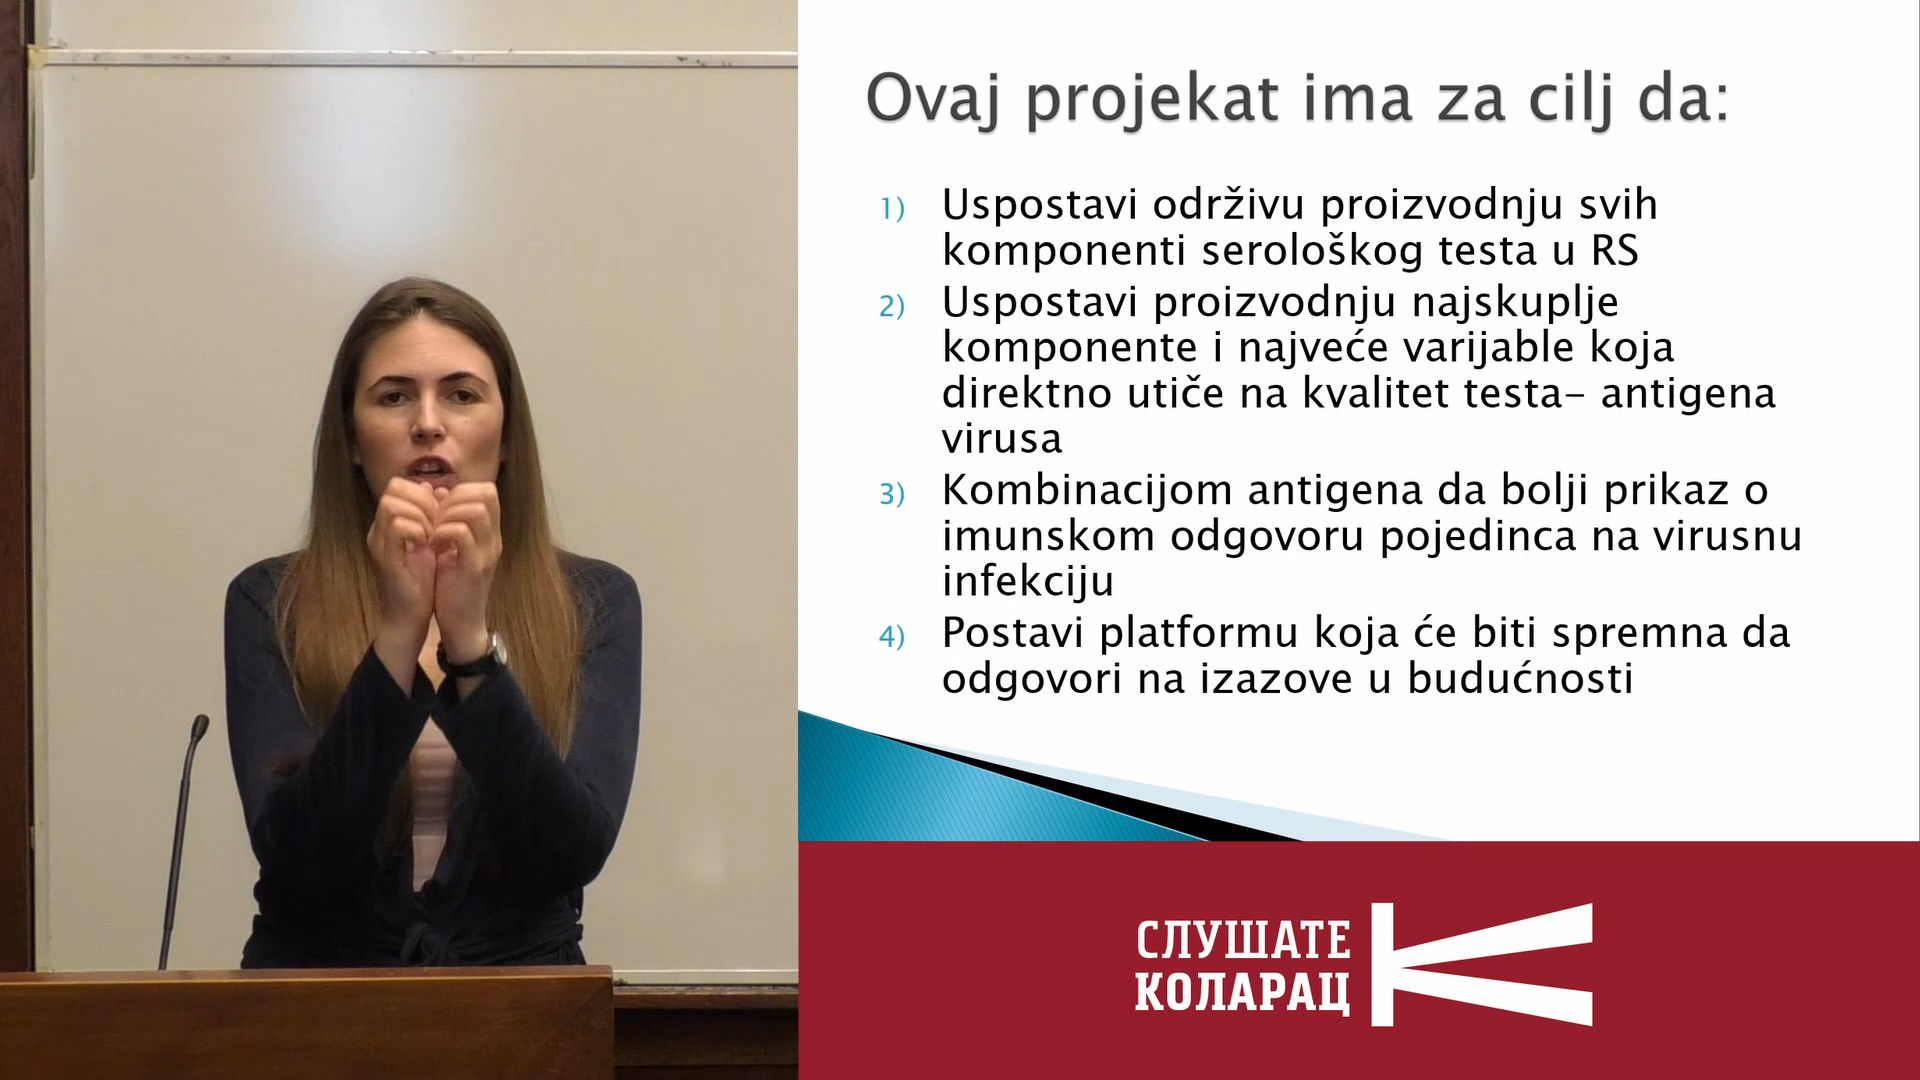 Ovaj projekat ima za cilj da:
1) Uspostavi održivu proizvodnju svih
komponenti serološkog testa u RS
2) Uspostavi proizvodnju najskuplje
komponente i najveće varijable koja
direktno utiče na kvalitet testa– antigena
virusa
3) Kombinacijom antigena da bolji prikaz o
imunskom odgovoru pojedinca na virusnu
infekciju
4) Postavi platformu koja će biti spremna da
odgovori na izazove u budućnosti
СЛУШАТЕ
КОЛАРАЦ